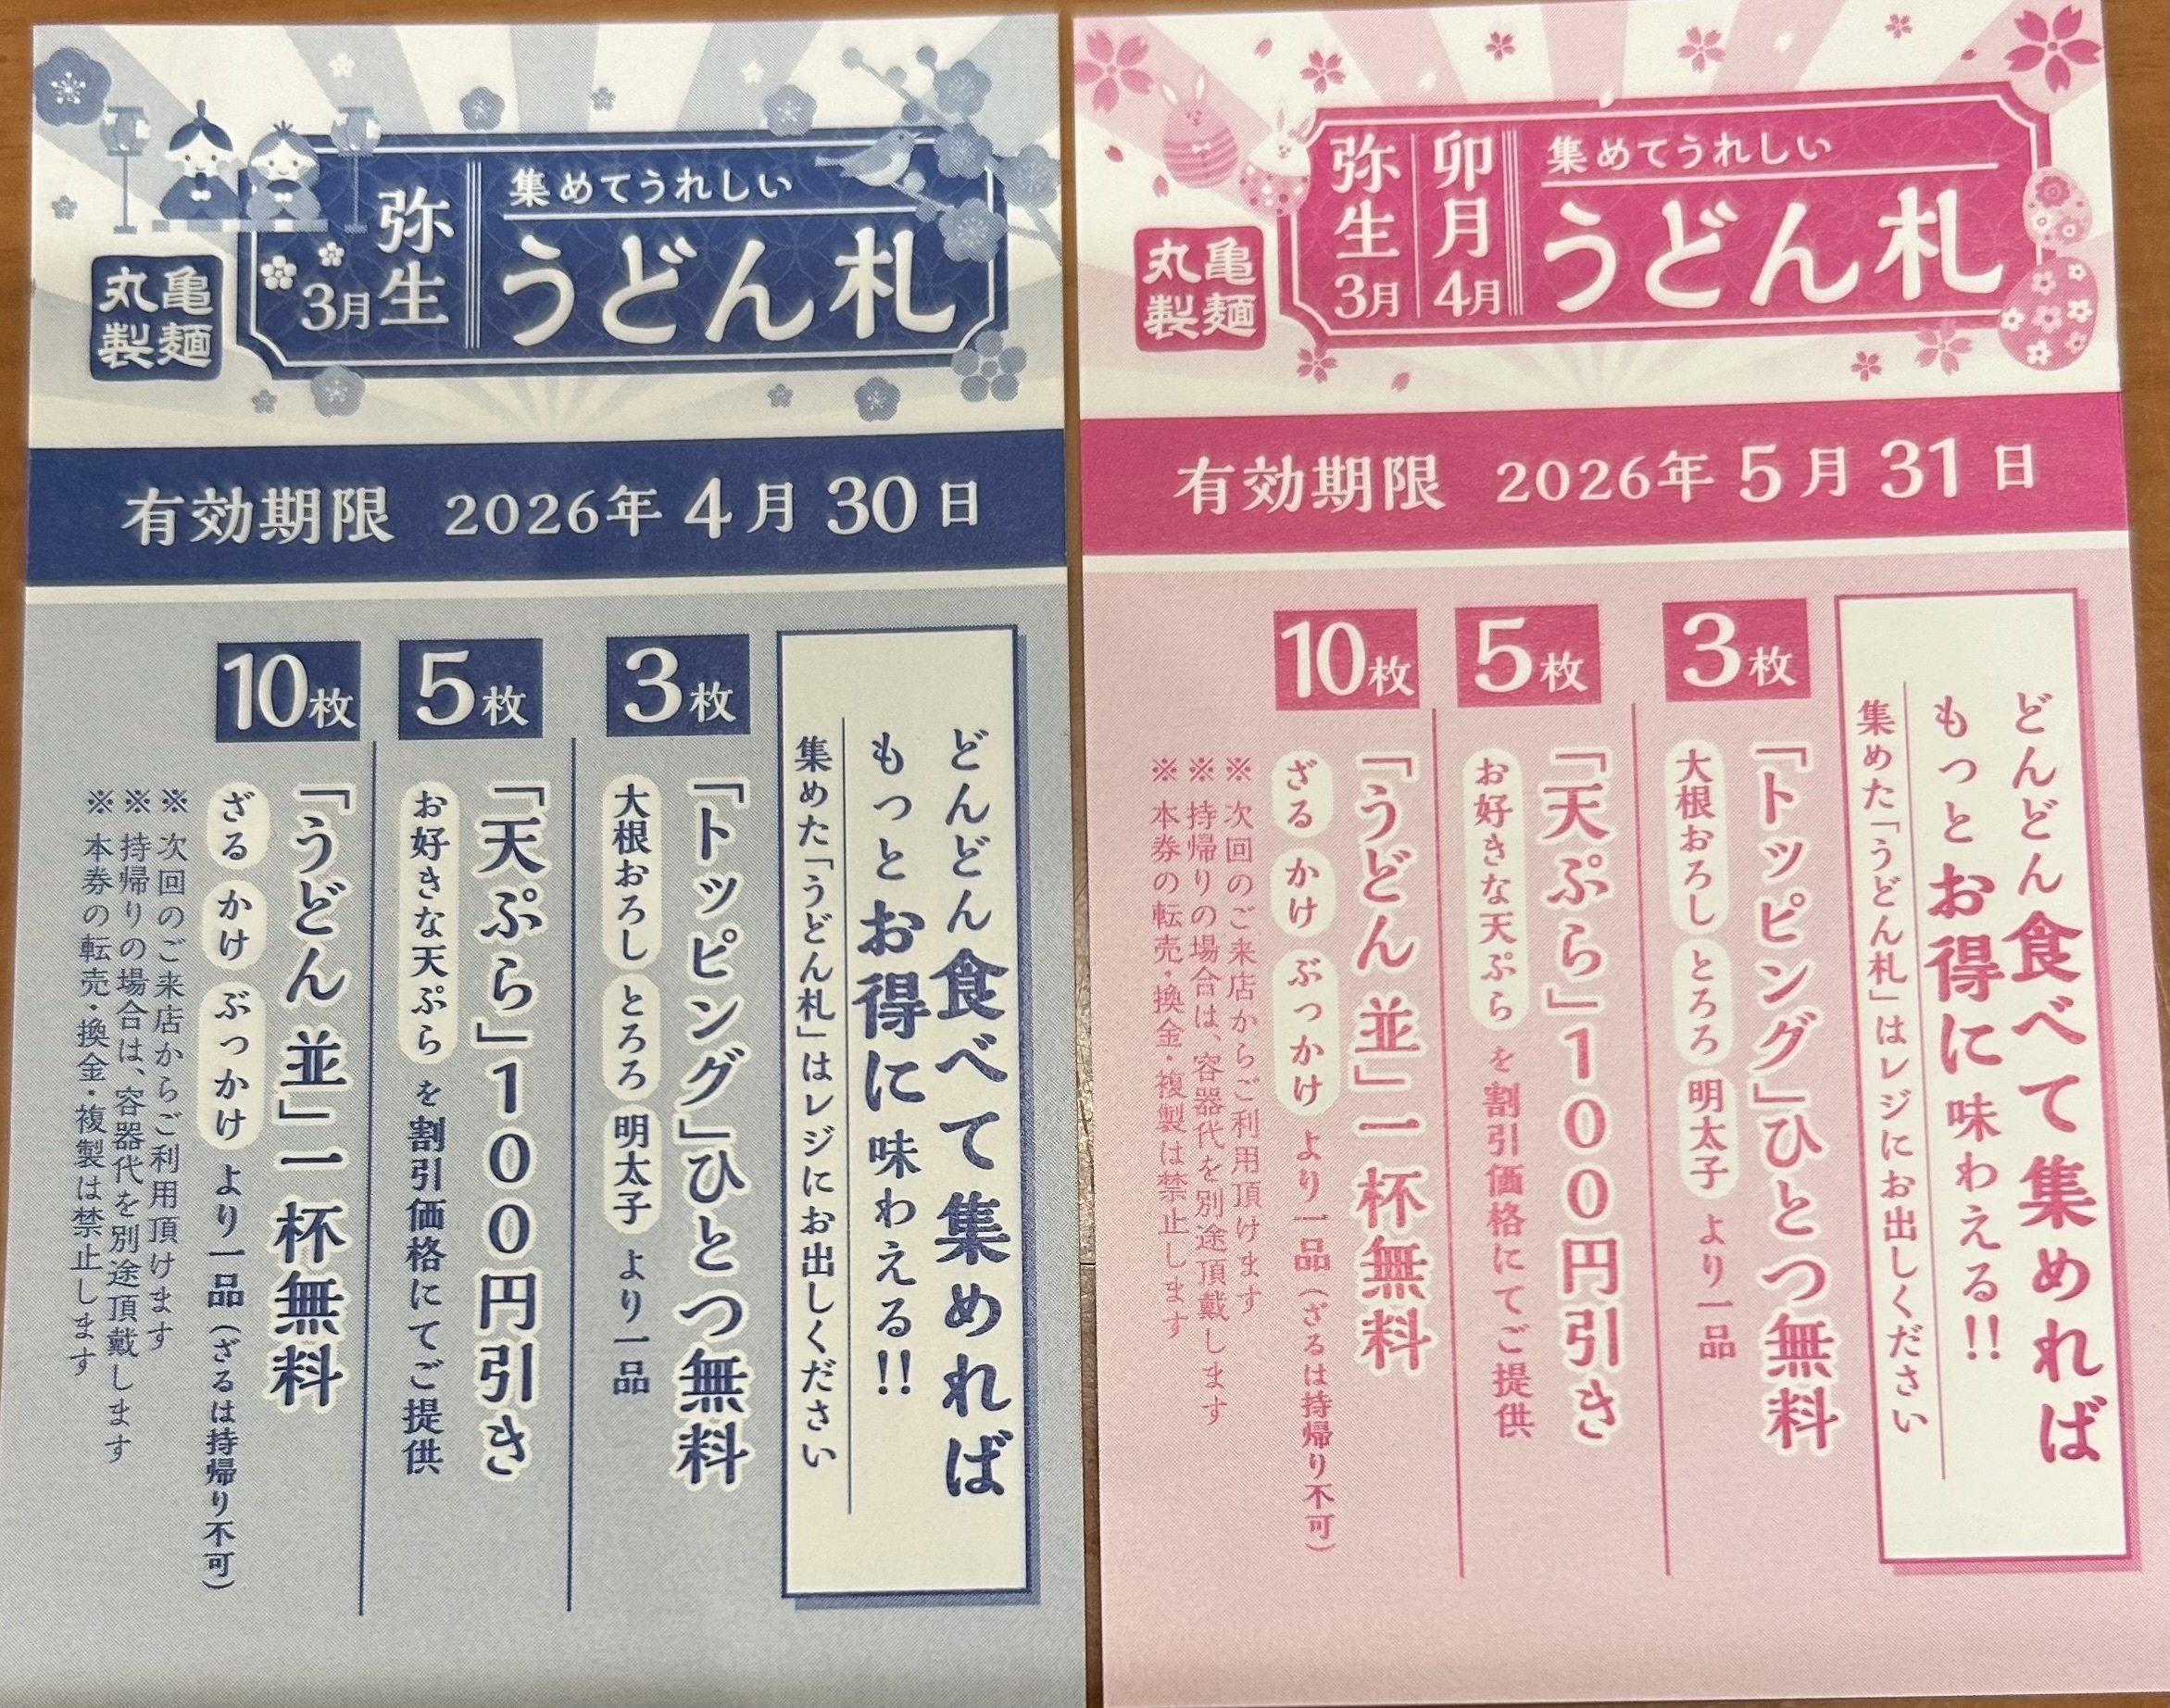 弥生
3月
集めてうれしい
うどん札
丸亀
製麺
有効期限 2026年4月30日
どんどん食べて集めれば
もっとお得に味わえる!!
集めた「うどん札」はレジにお出しください
3枚
「トッピング」ひとつ無料
大根おろし とろろ 明太子 より一品
5枚
「天ぷら」100円引き
お好きな天ぷら を割引価格にてご提供
10枚
「うどん 並」一杯無料
ざる かけ ぶっかけ より一品(ざるは持帰り不可)
※次回のご来店からご利用頂けます
※持帰りの場合は、容器代を別途頂戴します
※本券の転売・換金・複製は禁止します
弥生
3月
卯月
4月
集めてうれしい
うどん札
丸亀
製麺
有効期限 2026年5月31日
どんどん食べて集めれば
もっとお得に味わえる!!
集めた「うどん札」はレジにお出しください
3枚
「トッピング」ひとつ無料
大根おろし とろろ 明太子 より一品
5枚
「天ぷら」100円引き
お好きな天ぷら を割引価格にてご提供
10枚
「うどん 並」一杯無料
ざる かけ ぶっかけ より一品(ざるは持帰り不可)
※次回のご来店からご利用頂けます
※持帰りの場合は、容器代を別途頂戴します
※本券の転売・換金・複製は禁止します